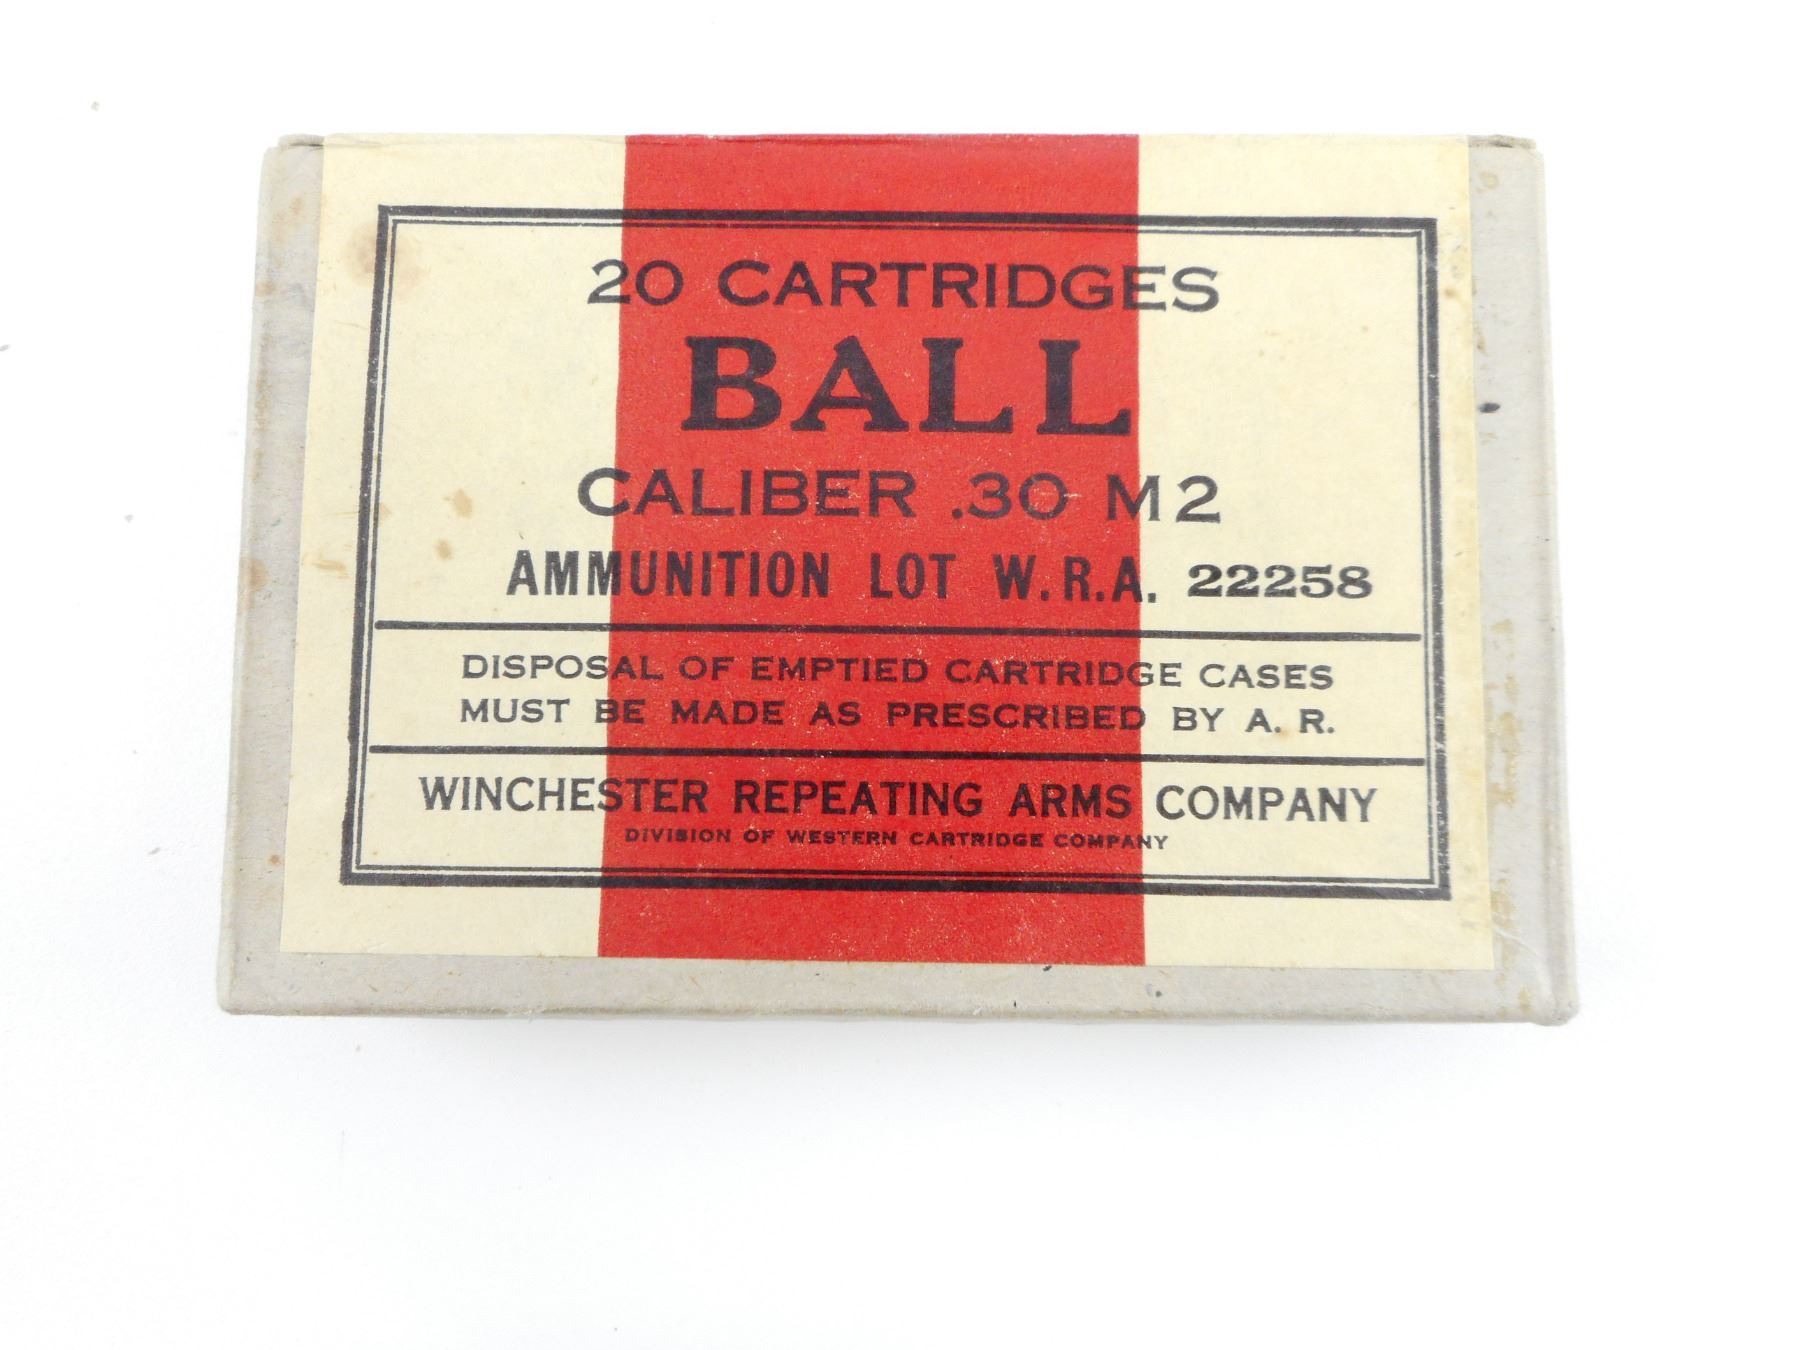 20 CARTRIDGES
BALL
CALIBER .30 M2
AMMUNITION LOT W.R.A. 22258
DISPOSAL OF EMPTIED CARTRIDGE CASES
MUST BE MADE AS PRESCRIBED BY A. R.
WINCHESTER REPEATING ARMS COMPANY
DIVISION OF WESTERN CARTRIDGE COMPANY